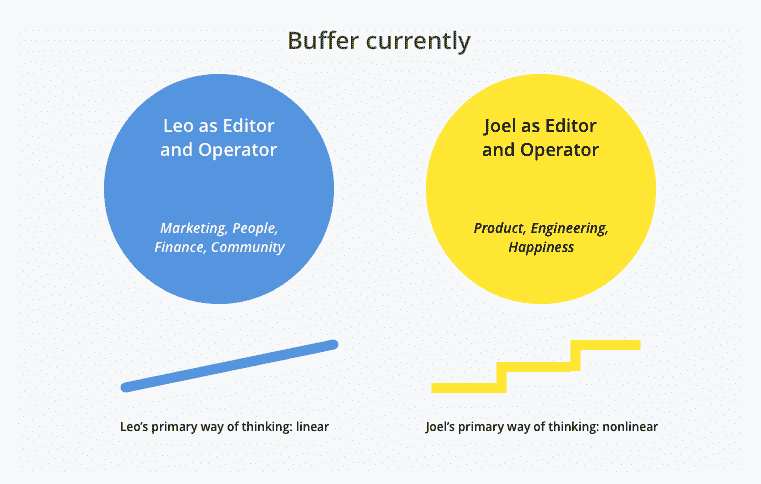 Buffer currently
Leo as Editor
and Operator
Marketing, People,
Finance, Community
Joel as Editor
and Operator
Product, Engineering,
Happiness
Leo's primary way of thinking: linear
Joel's primary way of thinking: nonlinear